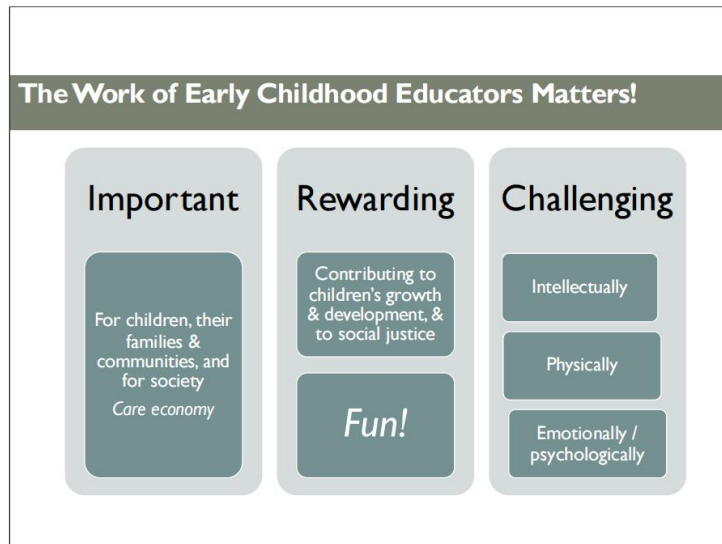 The Work of Early Childhood Educators Matters!
Important
For children, their
families &
communities, and
for society
Care economy
Rewarding
Contributing to
children's growth
& development, &
to social justice
Fun!
Challenging
Intellectually
Physically
Emotionally /
psychologically